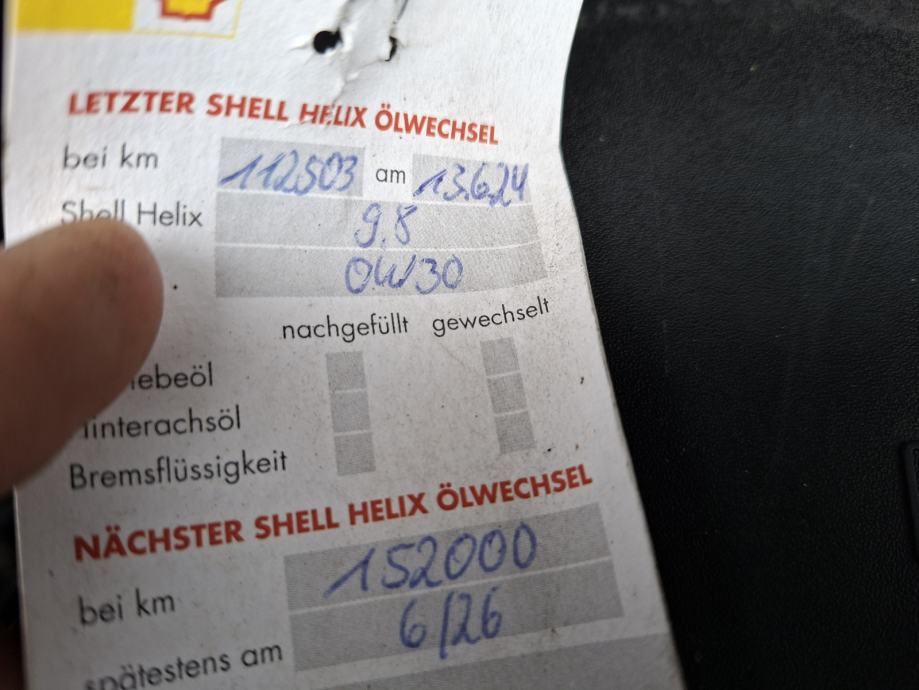 LETZTER SHELL HELIX ÖLWECHSEL
bei km 112503 am 13.6.24
Shell Helix 9.8
0W30
nachgefüllt gewechselt
Hinterachsöl
Bremsflüssigkeit
NÄCHSTER SHELL HELIX ÖLWECHSEL
bei km 152000
spätestens am 6/26